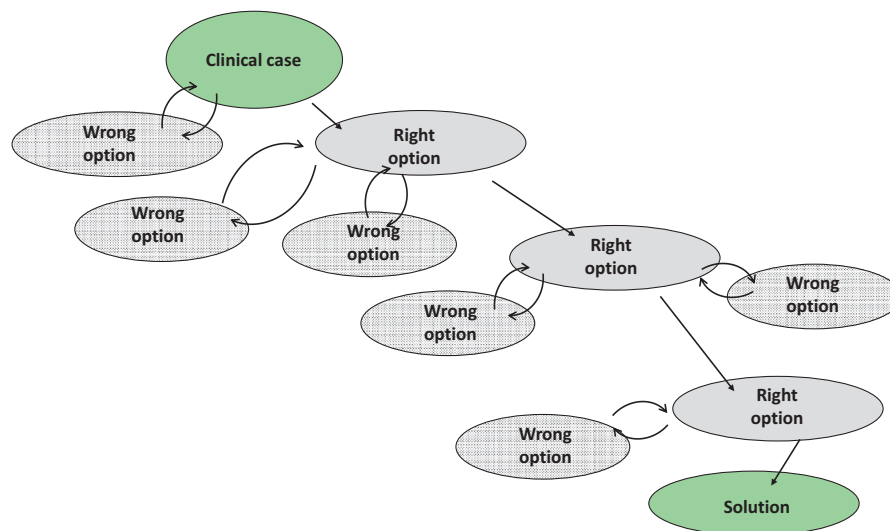 Clinical case
Wrong
option
Right
option
Wrong
option
Wrong
option
Right
option
Wrong
option
Wrong
option
Right
option
Wrong
option
Solution